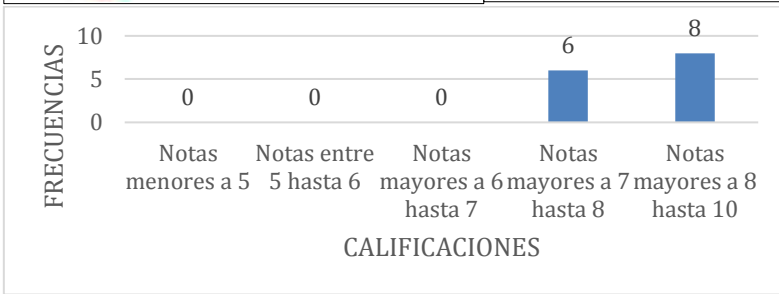 FRECUENCIAS
10
5
0
0
0
0
6
8
Notas menores a 5
Notas entre 5 hasta 6
Notas mayores a 6 hasta 7
Notas mayores a 7 hasta 8
Notas mayores a 8 hasta 10
CALIFICACIONES